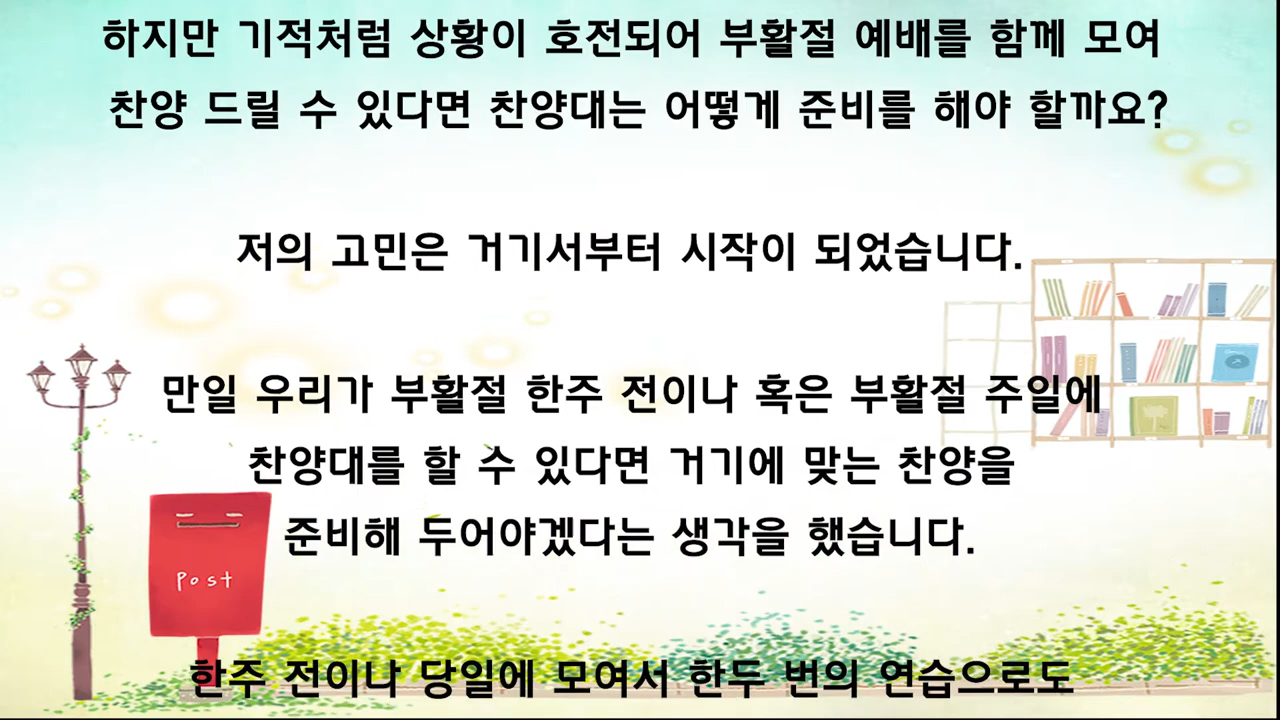 하지만 기적처럼 상황이 호전되어 부활절 예배를 함께 모여
찬양 드릴 수 있다면 찬양대는 어떻게 준비를 해야 할까요?
저의 고민은 거기서부터 시작이 되었습니다.
만일 우리가 부활절 한주 전이나 혹은 부활절 주일에
찬양대를 할 수 있다면 거기에 맞는 찬양을
준비해 두어야겠다는 생각을 했습니다.
Post
한주 전이나 당일에 모여서 한두 번의 연습으로도